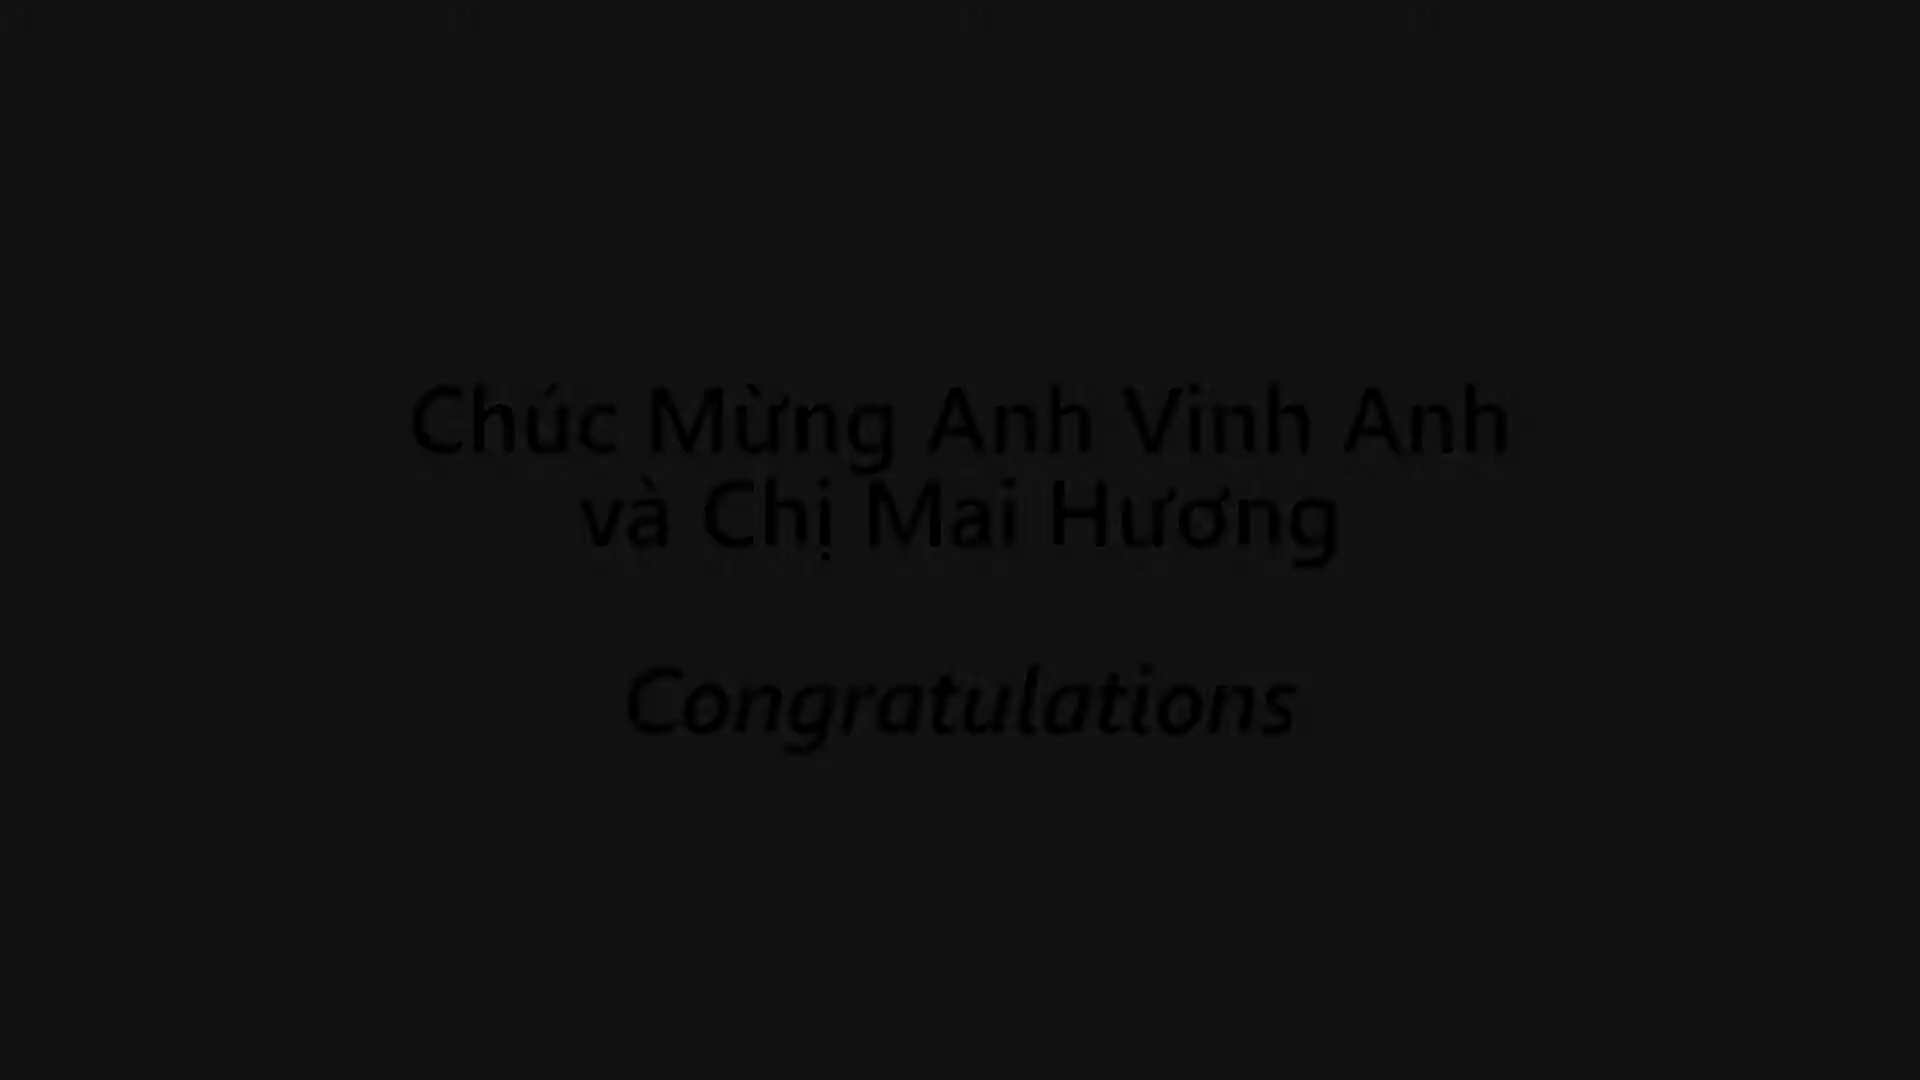 Chúc Mừng Anh Vinh Anh
và Chị Mai Hương
Congratulations